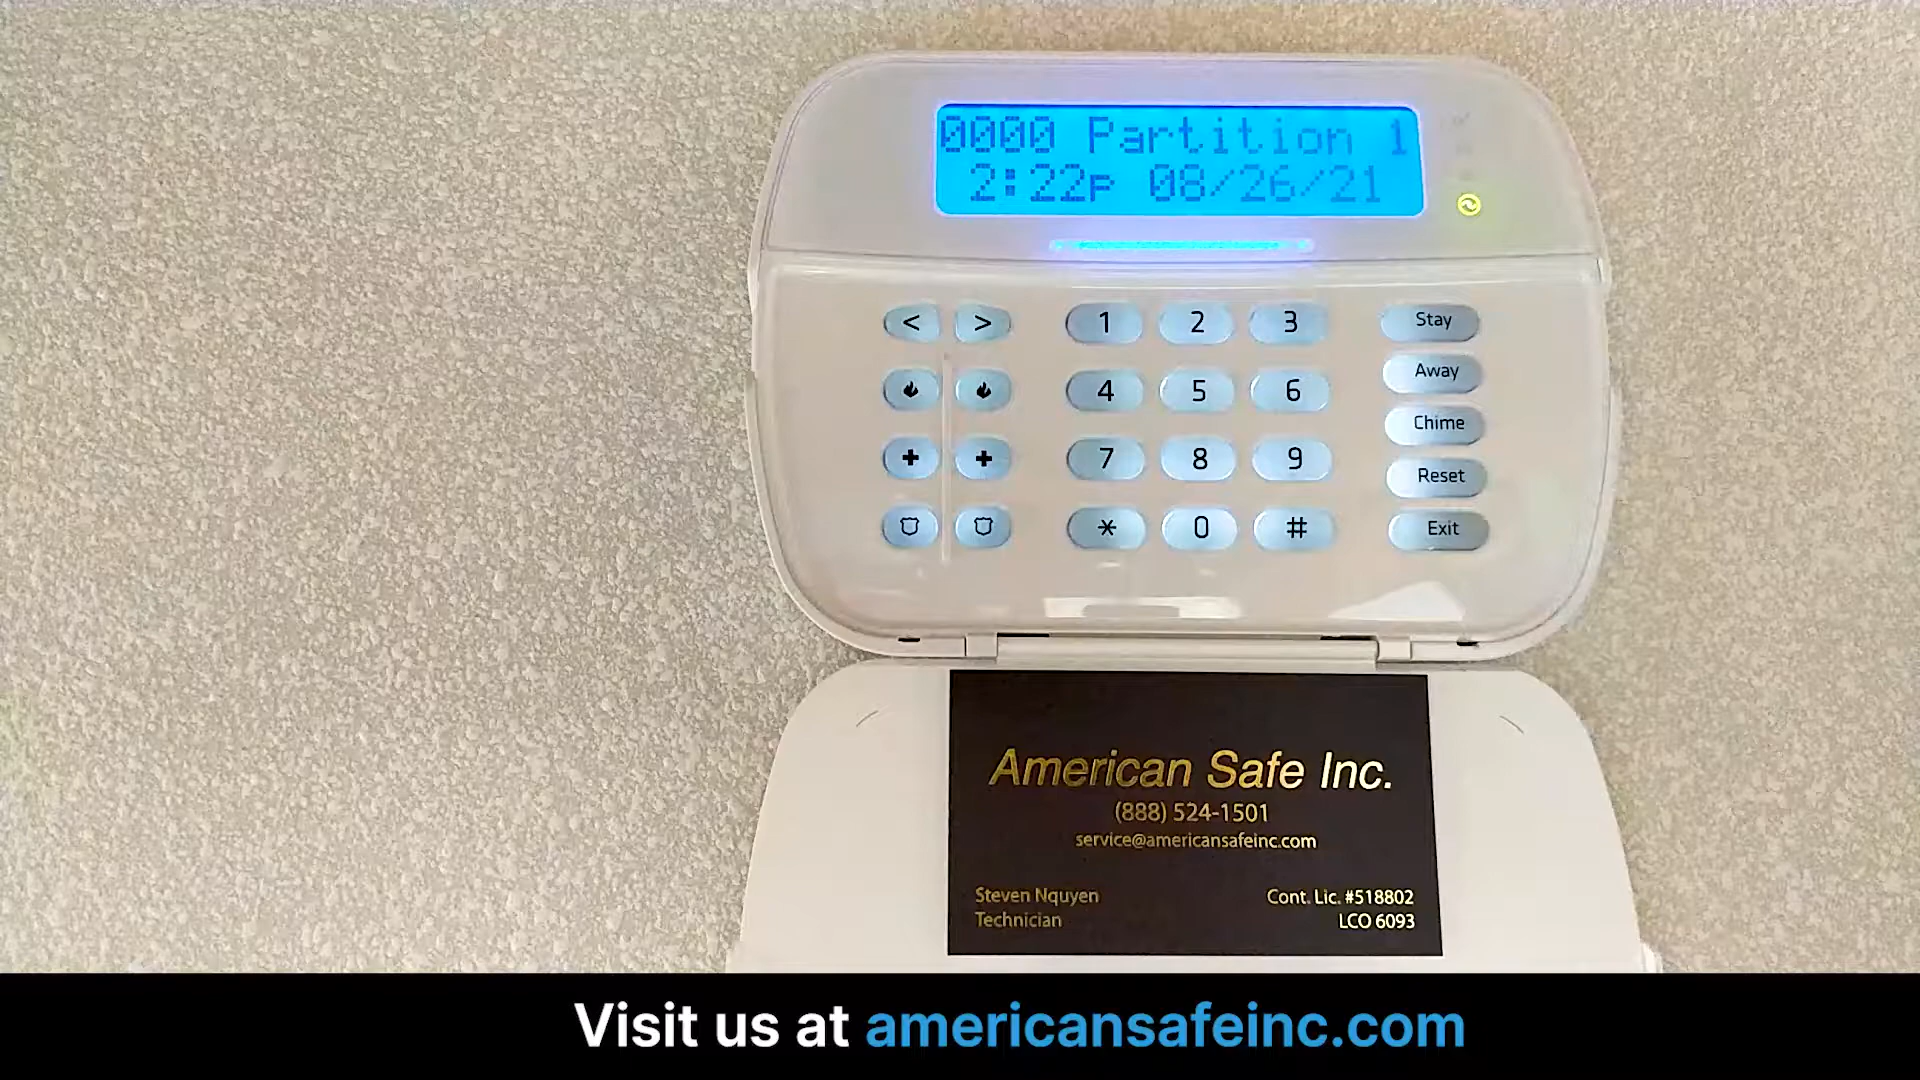 0000 Partition 1
2:22p 08/26/21
< > 1 2 3 Stay
4 5 6 Away
Chime
7 8 9 Reset
* 0 # Exit
American Safe Inc.
(888) 524-1501
service@americansafeinc.com
Steven Nguyen Cont. Lic. #518802
Technician LCO 6093
Visit us at americansafeinc.com